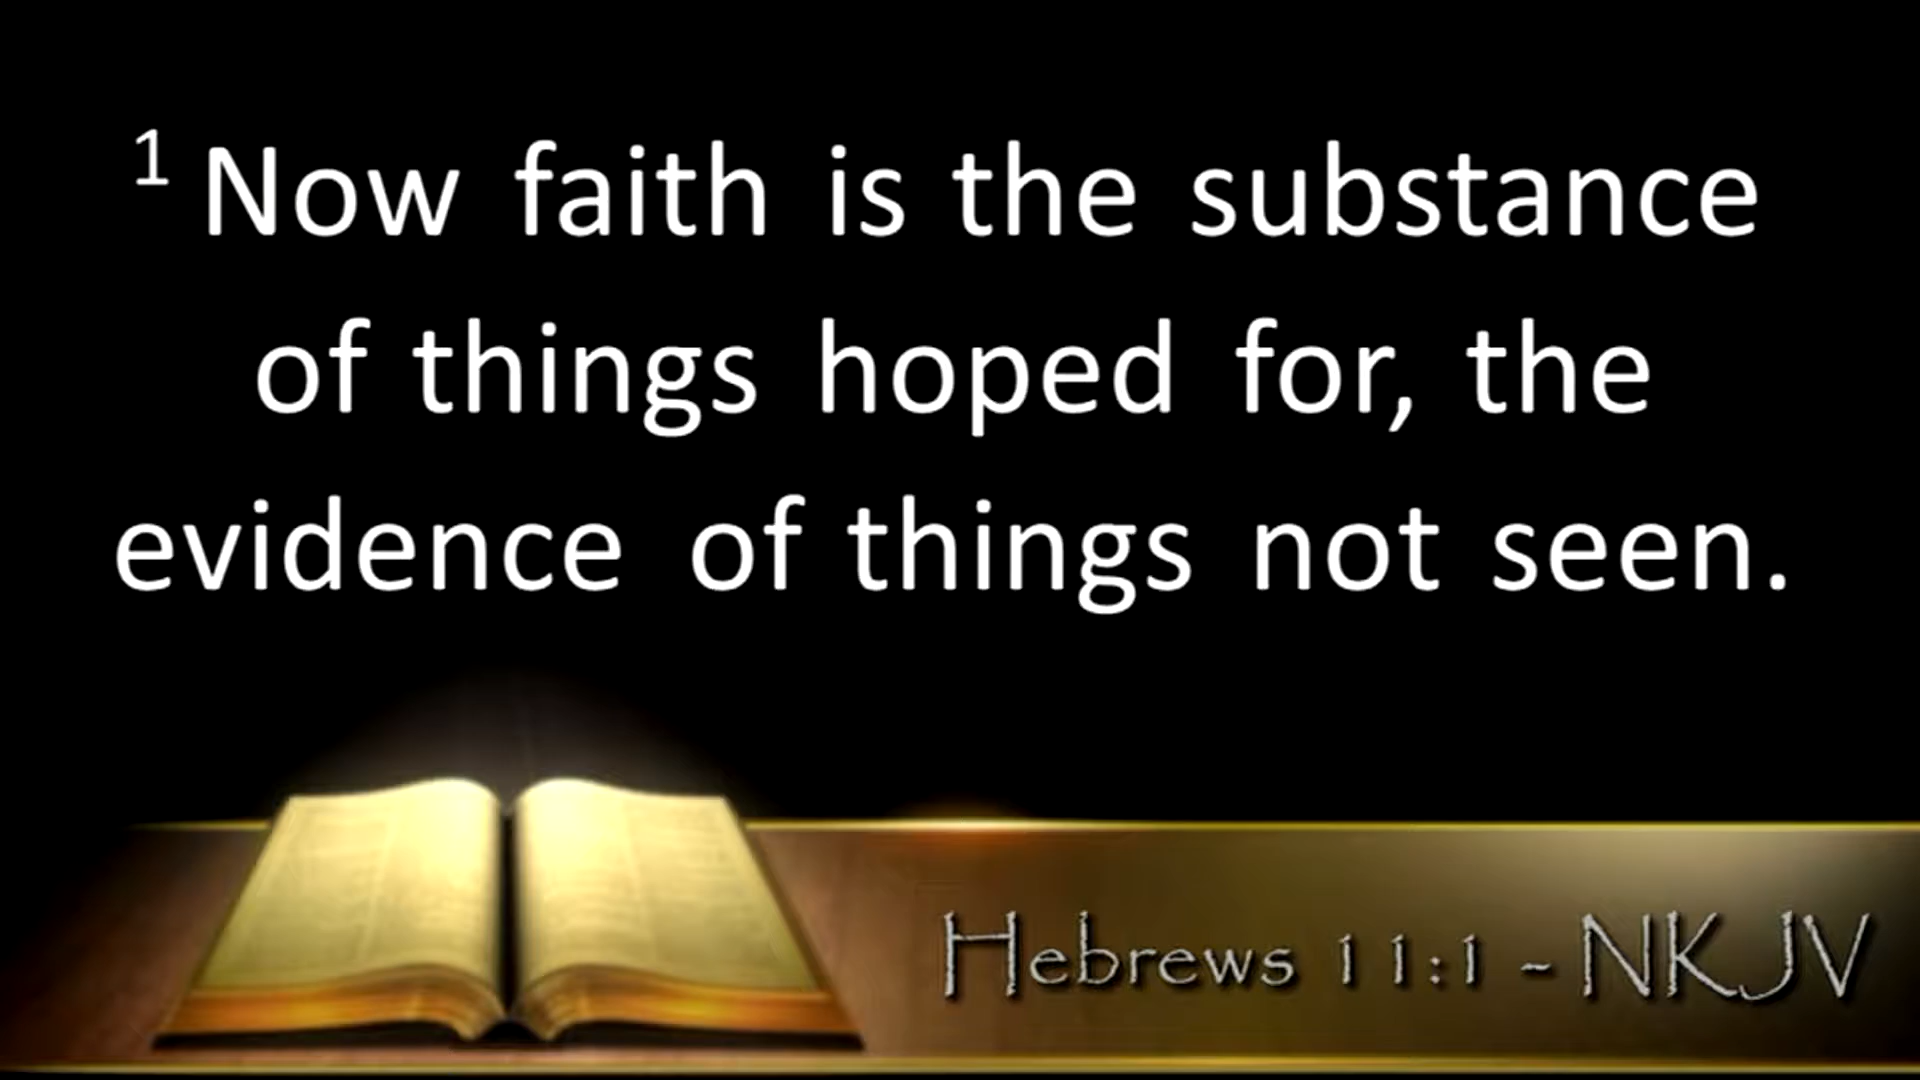 1 Now faith is the substance
of things hoped for, the
evidence of things not seen.
Hebrews 11:1 - NKJV